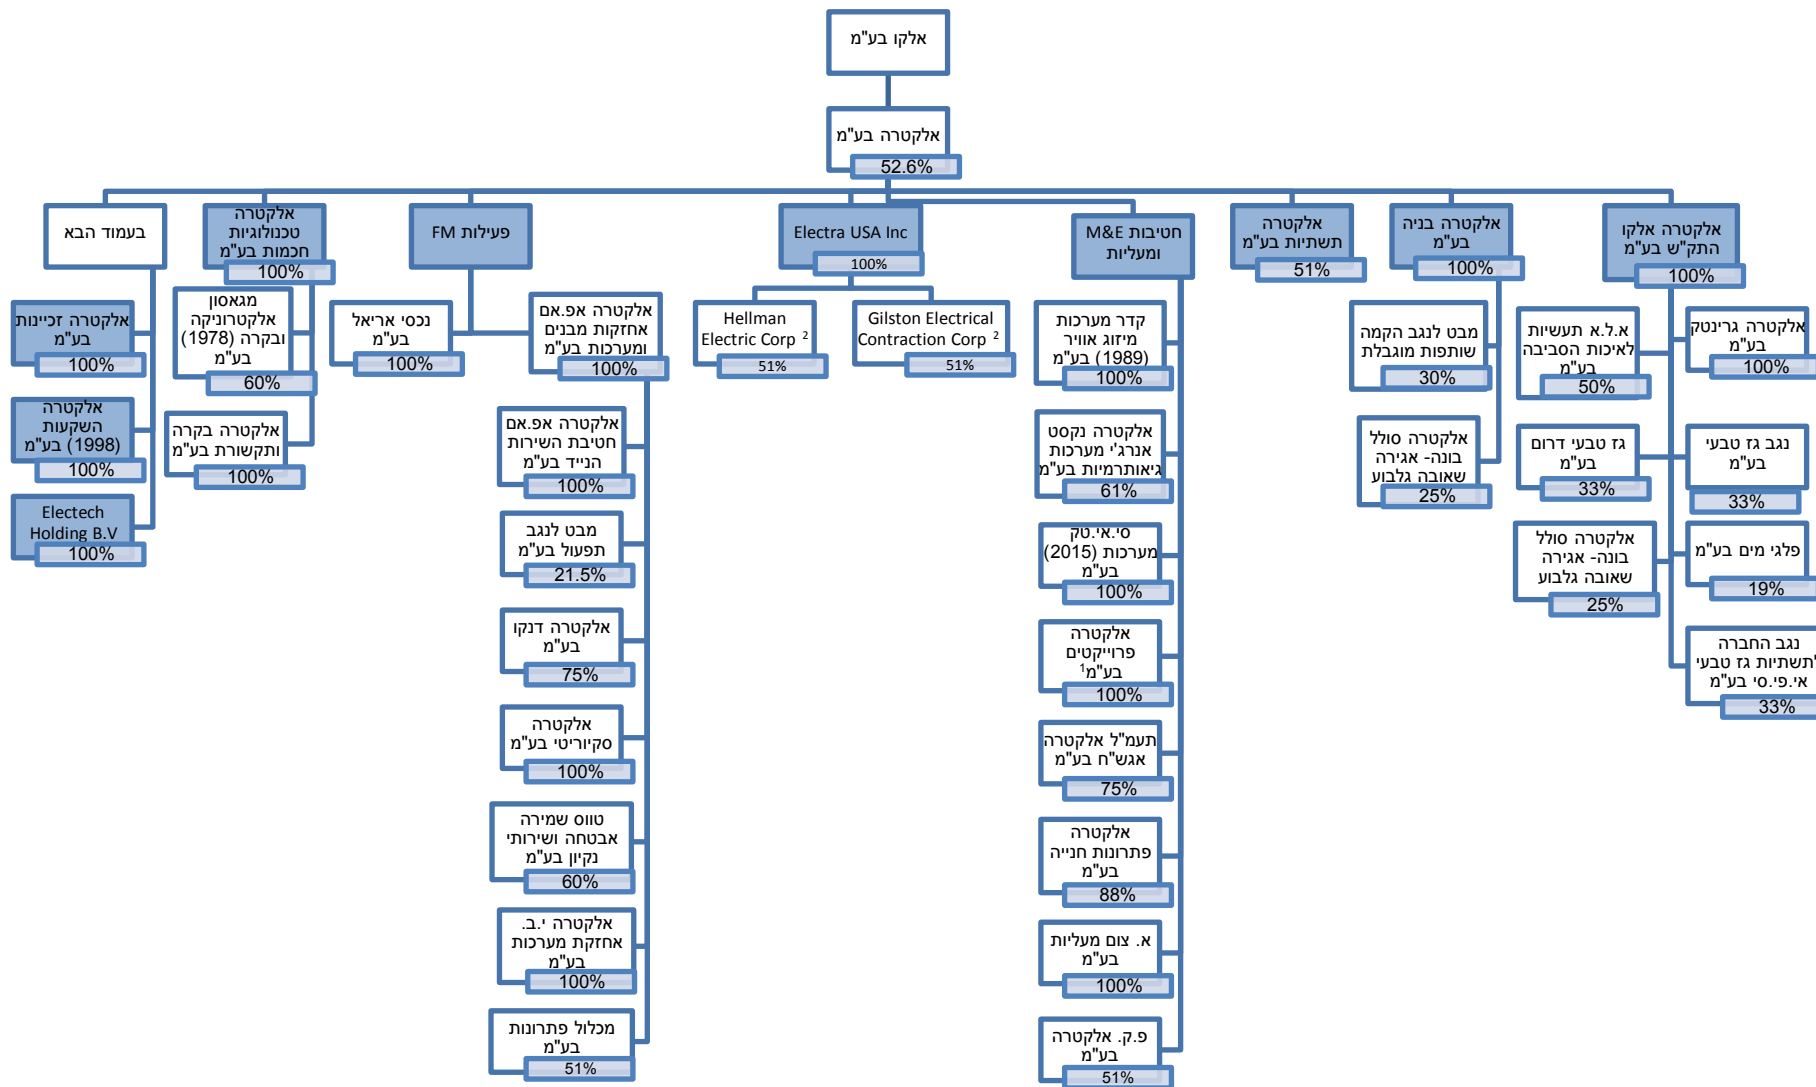 אלקו בע"מ
אלקטרה בע"מ
52.6%
אלקטרה אלקו
התק"ש בע"מ
100%
אלקטרה גרינטק
בע"מ
100%
א.ל.א תעשיות
לאיכות הסביבה
בע"מ
50%
נגב גז טבעי
בע"מ
33%
גז טבעי דרום
בע"מ
33%
פלגי מים בע"מ
19%
אלקטרה סולל
בונה- אגירה
שאובה גלבוע
25%
נגב החברה
לתשתיות גז טבעי
אי.פי.סי בע"מ
33%
אלקטרה בניה
בע"מ
100%
מבט לנגב הקמה
שותפות מוגבלת
30%
אלקטרה סולל
בונה- אגירה
שאובה גלבוע
25%
אלקטרה
תשתיות בע"מ
51%
חטיבות M&E
ומעליות
קדר מערכות
מיזוג אוויר
(1989) בע"מ
100%
אלקטרה נקסט
אנרג'י מערכות
גיאותרמיות בע"מ
61%
סי.אי.טק
מערכות (2015)
בע"מ
100%
אלקטרה
פרוייקטים
בע"מ¹
100%
תעמ"ל אלקטרה
אגש"ח בע"מ
75%
אלקטרה
פתרונות חנייה
בע"מ
88%
א. צום מעליות
בע"מ
100%
פ.ק. אלקטרה
בע"מ
51%
Electra USA Inc
100%
Gilston Electrical
Contraction Corp ²
51%
Hellman
Electric Corp ²
51%
פעילות FM
אלקטרה אפ.אם
אחזקות מבנים
ומערכות בע"מ
100%
נכסי אריאל
בע"מ
100%
אלקטרה אפ.אם
חטיבת השירות
הנייד בע"מ
100%
מבט לנגב
תפעול בע"מ
21.5%
אלקטרה דנקו
בע"מ
75%
אלקטרה
סקיוריטי בע"מ
100%
טווס שמירה
אבטחה ושירותי
נקיון בע"מ
60%
אלקטרה י.ב.
אחזקת מערכות
בע"מ
100%
מכלול פתרונות
בע"מ
51%
אלקטרה
טכנולוגיות
חכמות בע"מ
100%
מגאסון
אלקטרוניקה
ובקרה (1978)
בע"מ
60%
אלקטרה בקרה
ותקשורת בע"מ
100%
בעמוד הבא
אלקטרה זכיינות
בע"מ
100%
אלקטרה
השקעות
(1998) בע"מ
100%
Electech
Holding B.V
100%